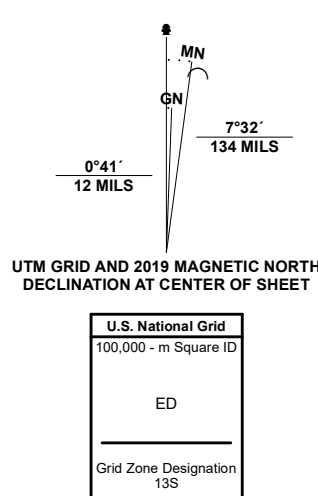 MN
GN
7°32´
134 MILS
0°41´
12 MILS
UTM GRID AND 2019 MAGNETIC NORTH
DECLINATION AT CENTER OF SHEET
U.S. National Grid
100,000 - m Square ID
ED
Grid Zone Designation
13S